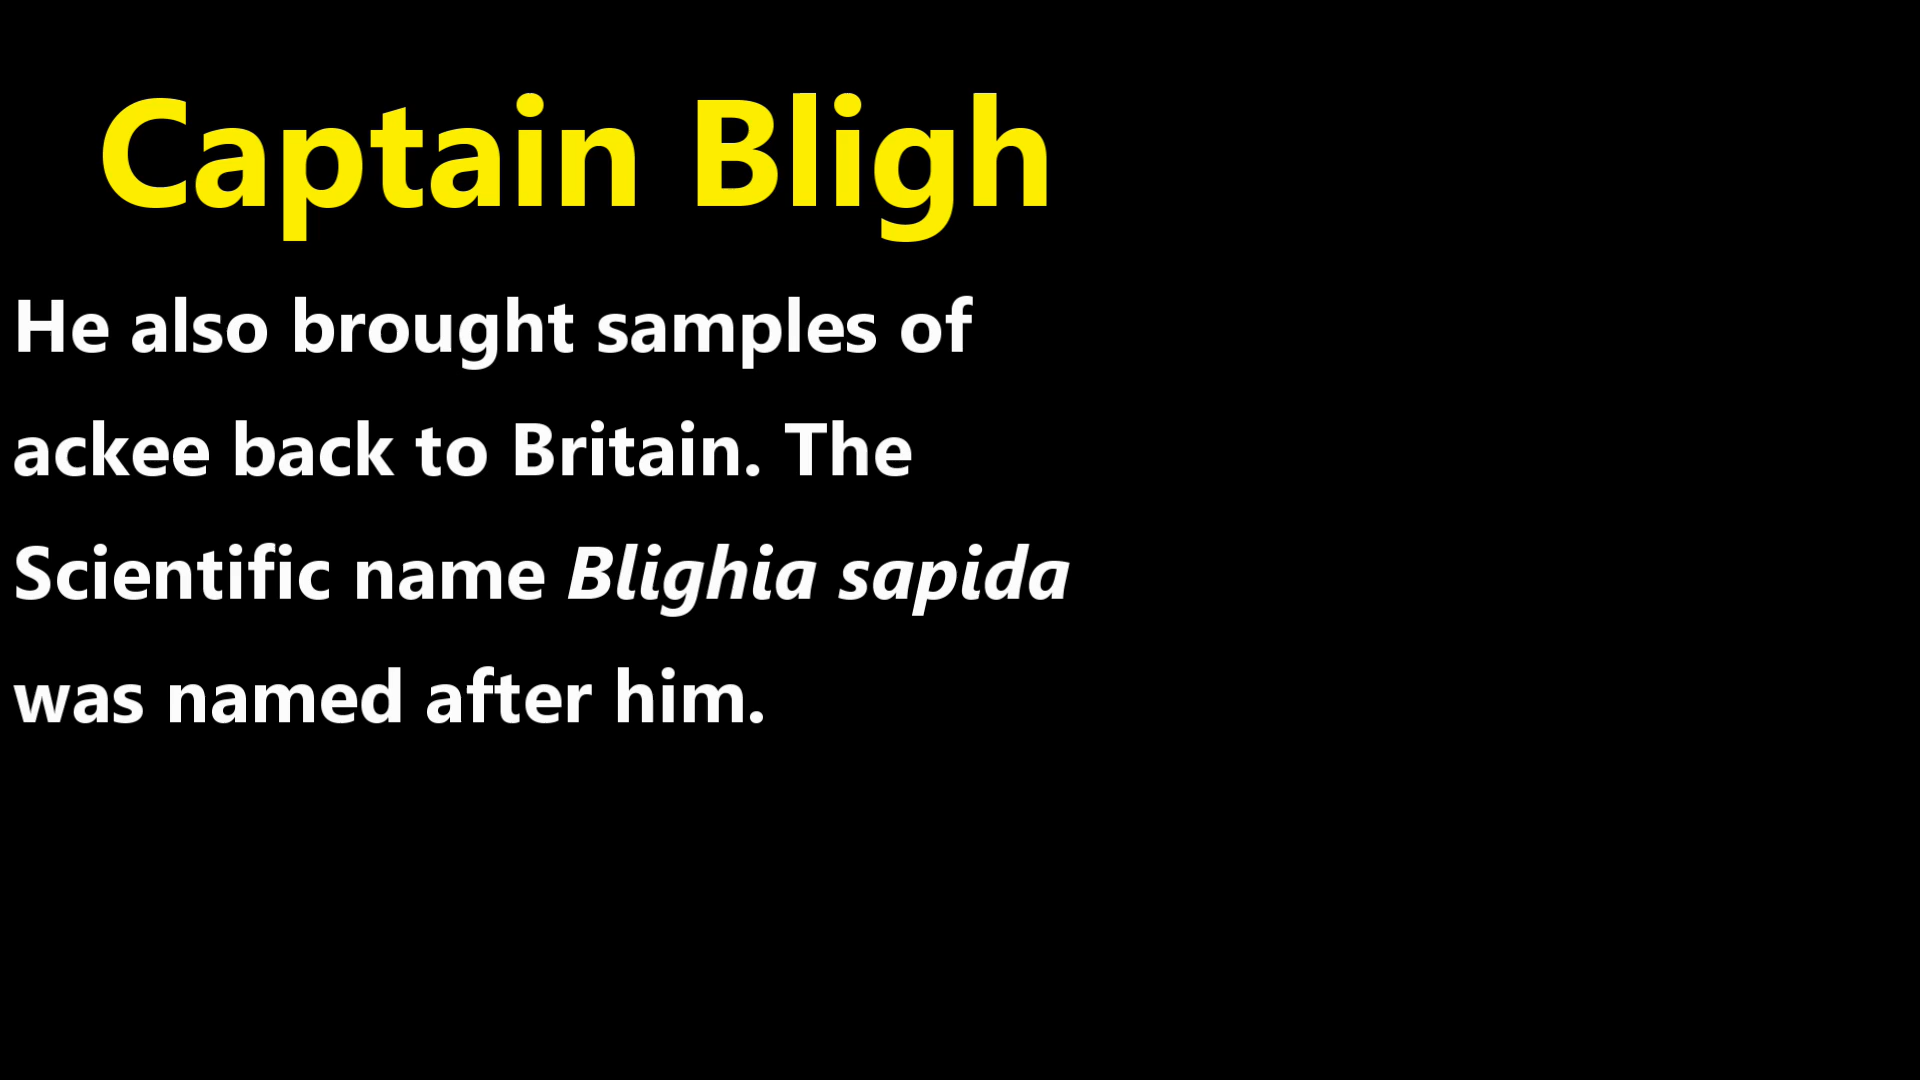 Captain Bligh
He also brought samples of
ackee back to Britain. The
Scientific name Blighia sapida
was named after him.